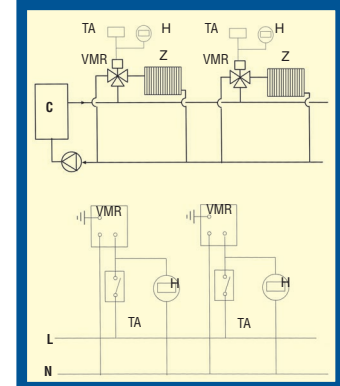 TA H TA H
VMR Z VMR Z
C
VMR VMR
H H
TA TA
L
N